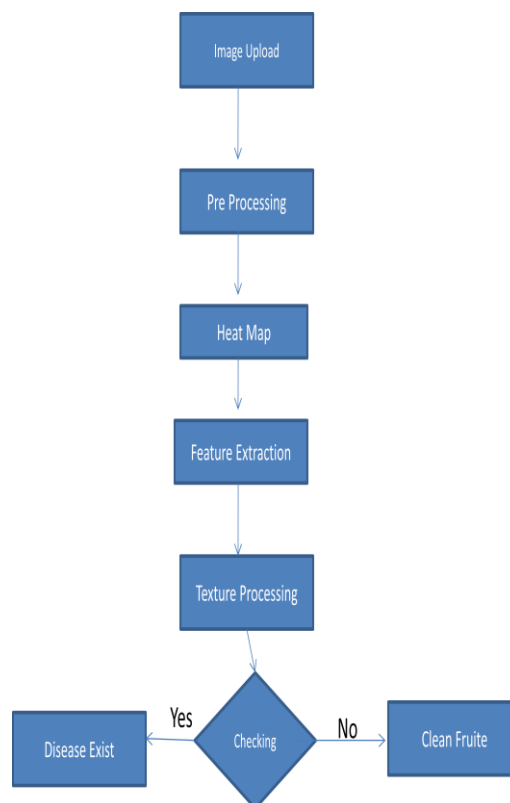 Image Upload
Pre Processing
Heat Map
Feature Extraction
Texture Processing
Yes
No
Disease Exist
Checking
Clean Fruite